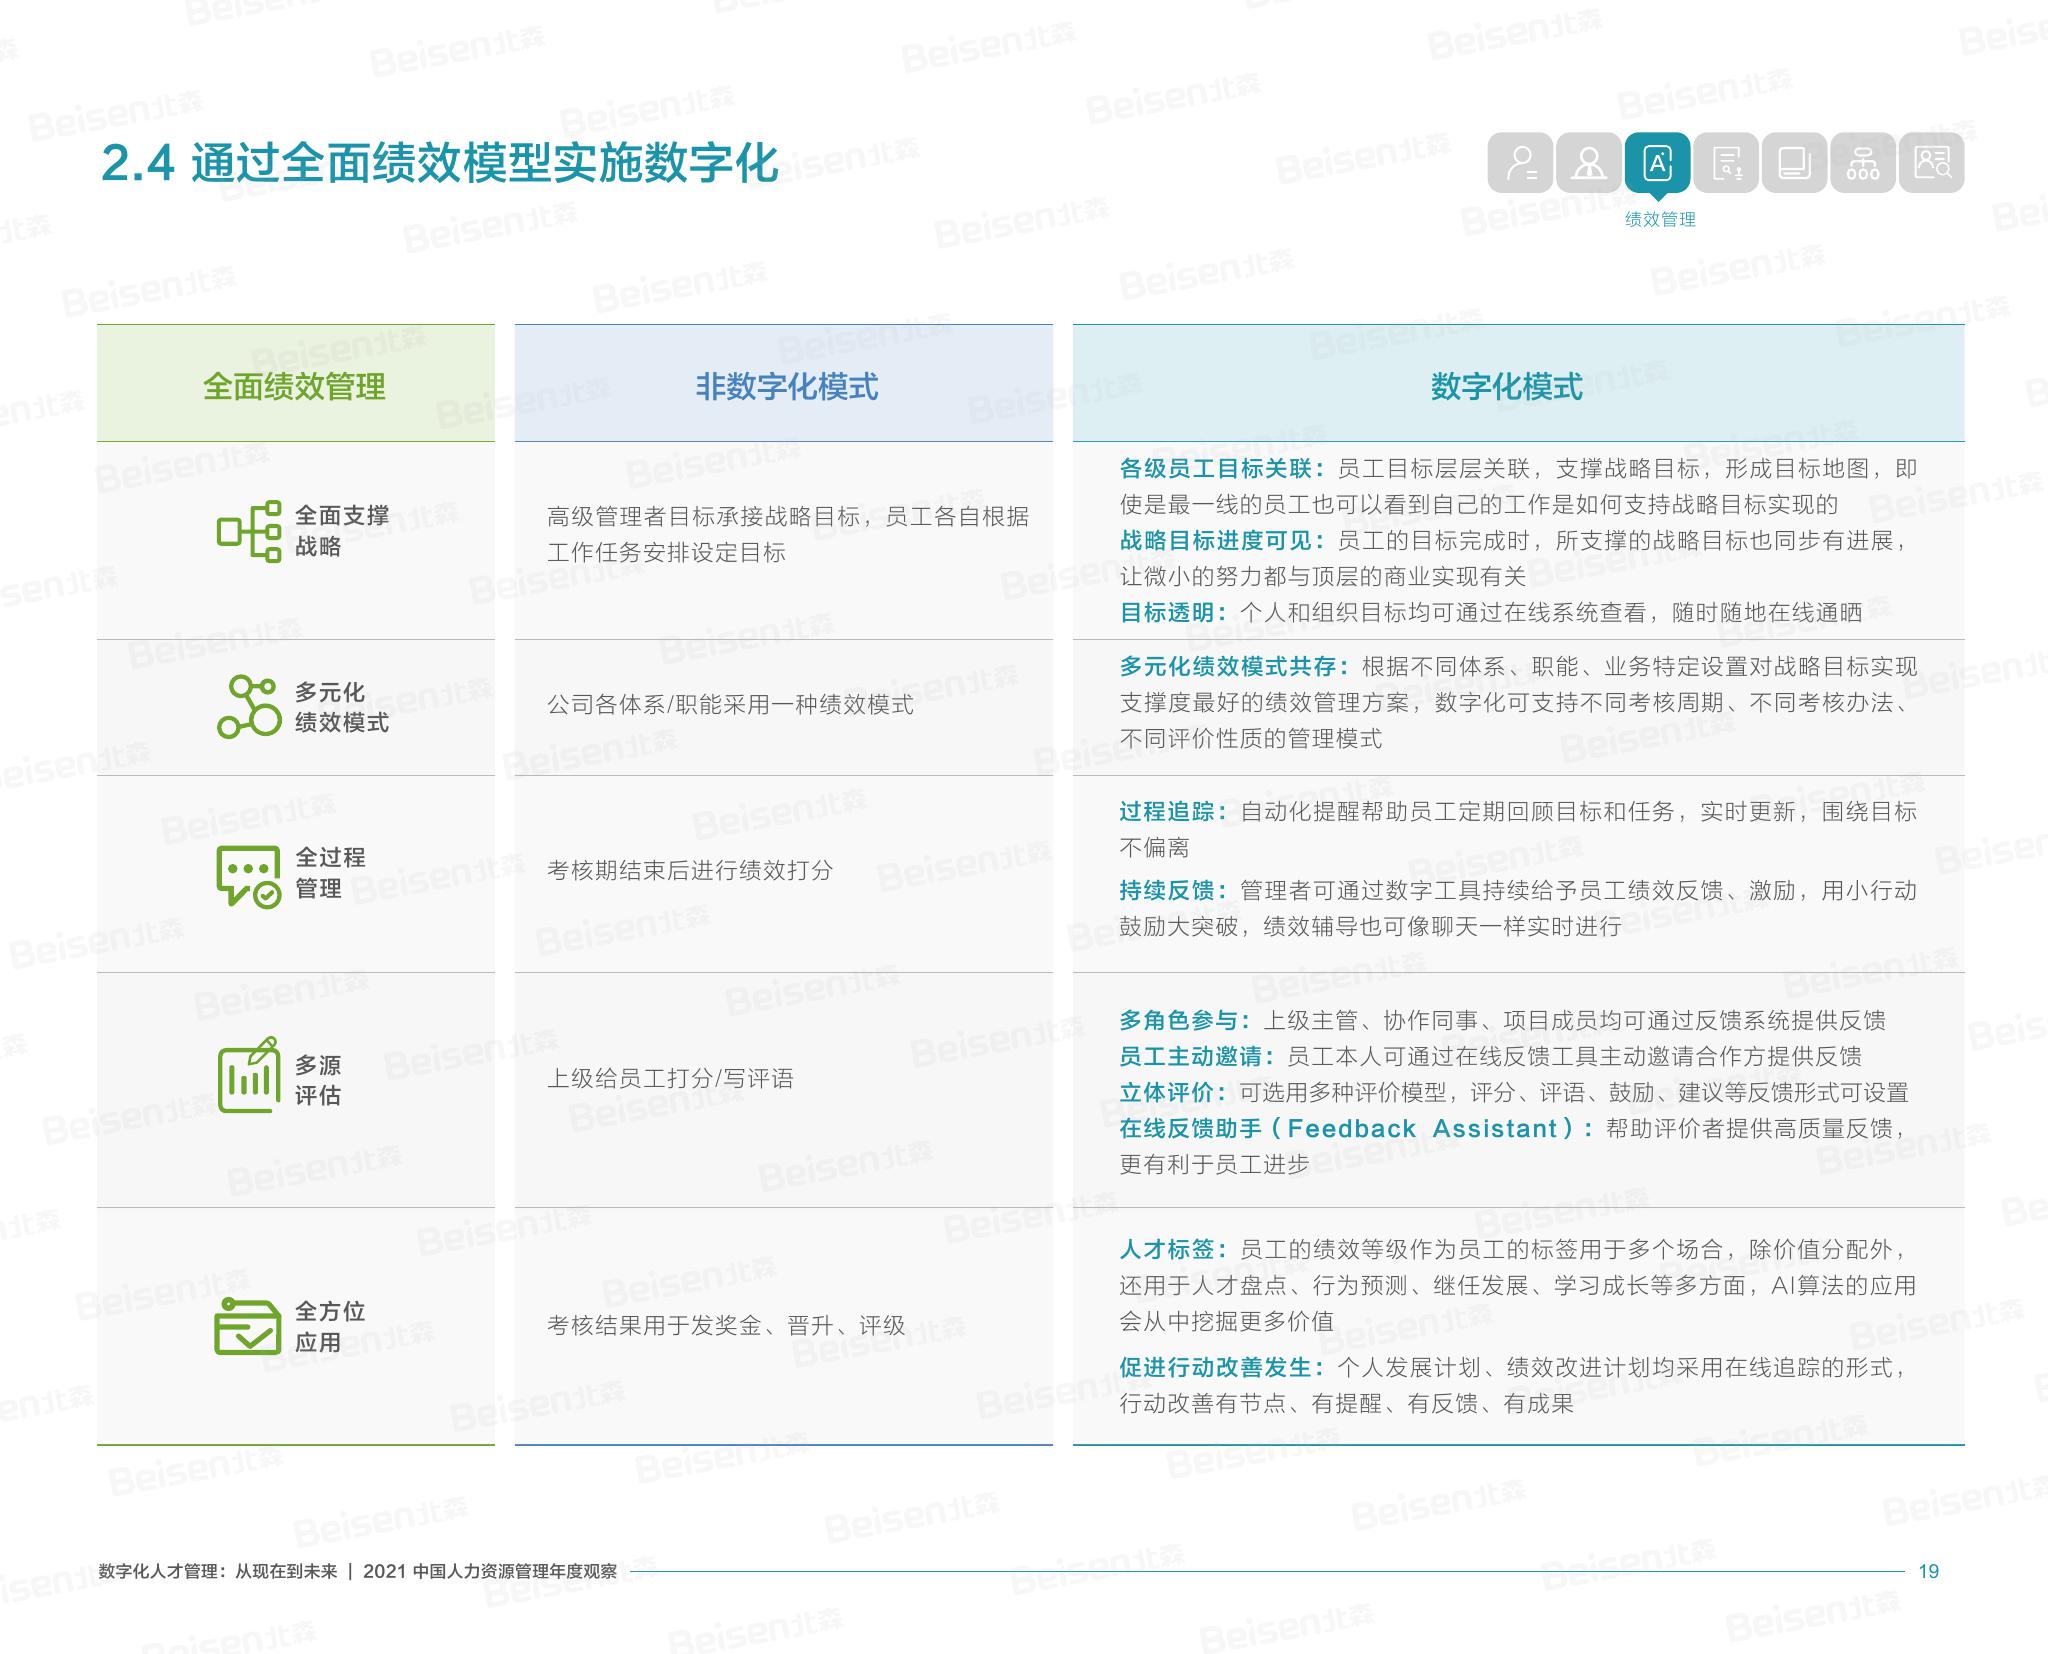 2.4 通过全面绩效模型实施数字化
绩效管理
全面绩效管理
非数字化模式
数字化模式
全面支撑
战略
高级管理者目标承接战略目标，员工各自根据
工作任务安排设定目标
各级员工目标关联：员工目标层层关联，支撑战略目标，形成目标地图，即
使是最一线的员工也可以看到自己的工作是如何支持战略目标实现的
战略目标进度可见：员工的目标完成时，所支撑的战略目标也同步有进展，
让微小的努力都与顶层的商业实现有关
目标透明：个人和组织目标均可通过在线系统查看，随时随地在线通晒
多元化
绩效模式
公司各体系/职能采用一种绩效模式
多元化绩效模式共存：根据不同体系、职能、业务特定设置对战略目标实现
支撑度最好的绩效管理方案，数字化可支持不同考核周期、不同考核办法、
不同评价性质的管理模式
全过程
管理
考核期结束后进行绩效打分
过程追踪：自动化提醒帮助员工定期回顾目标和任务，实时更新，围绕目标
不偏离
持续反馈：管理者可通过数字工具持续给予员工绩效反馈、激励，用小行动
鼓励大突破，绩效辅导也可像聊天一样实时进行
多源
评估
上级给员工打分/写评语
多角色参与：上级主管、协作同事、项目成员均可通过反馈系统提供反馈
员工主动邀请：员工本人可通过在线反馈工具主动邀请合作方提供反馈
立体评价：可选用多种评价模型，评分、评语、鼓励、建议等反馈形式可设置
在线反馈助手（Feedback Assistant）：帮助评价者提供高质量反馈，
更有利于员工进步
全方位
应用
考核结果用于发奖金、晋升、评级
人才标签：员工的绩效等级作为员工的标签用于多个场合，除价值分配外，
还用于人才盘点、行为预测、继任发展、学习成长等多方面，AI算法的应用
会从中挖掘更多价值
促进行动改善发生：个人发展计划、绩效改进计划均采用在线追踪的形式，
行动改善有节点、有提醒、有反馈、有成果
数字化人才管理：从现在到未来 | 2021 中国人力资源管理年度观察
19
Beisen北森